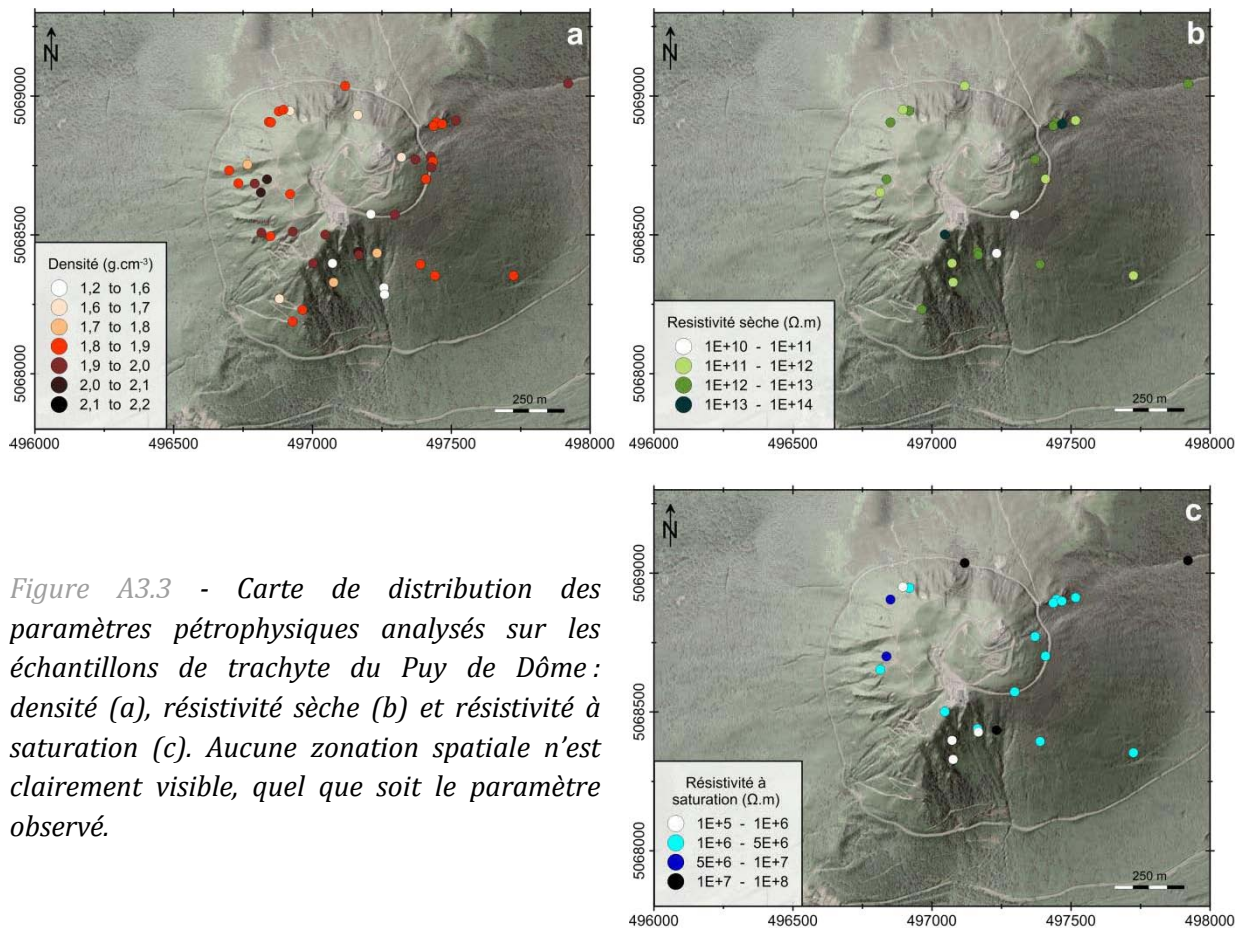 a
N
5069000
5068500
5068000
Densité (g.cm⁻³)
1,2 to 1,6
1,6 to 1,7
1,7 to 1,8
1,8 to 1,9
1,9 to 2,0
2,0 to 2,1
2,1 to 2,2
250 m
496000 496500 497000 497500 498000
b
N
5069000
5068500
5068000
Resistivité sèche (Ω.m)
1E+10 - 1E+11
1E+11 - 1E+12
1E+12 - 1E+13
1E+13 - 1E+14
250 m
496000 496500 497000 497500 498000
c
N
5069000
5068500
5068000
Résistivité à
saturation (Ω.m)
1E+5 - 1E+6
1E+6 - 5E+6
5E+6 - 1E+7
1E+7 - 1E+8
250 m
496000 496500 497000 497500 498000
Figure A3.3 - Carte de distribution des
paramètres pétrophysiques analysés sur les
échantillons de trachyte du Puy de Dôme :
densité (a), résistivité sèche (b) et résistivité à
saturation (c). Aucune zonation spatiale n'est
clairement visible, quel que soit le paramètre
observé.